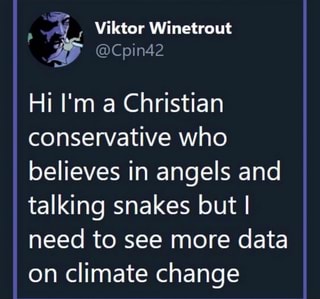 Viktor Winetrout
@Cpin42
Hi I'm a Christian
conservative who
believes in angels and
talking snakes but I
need to see more data
on climate change